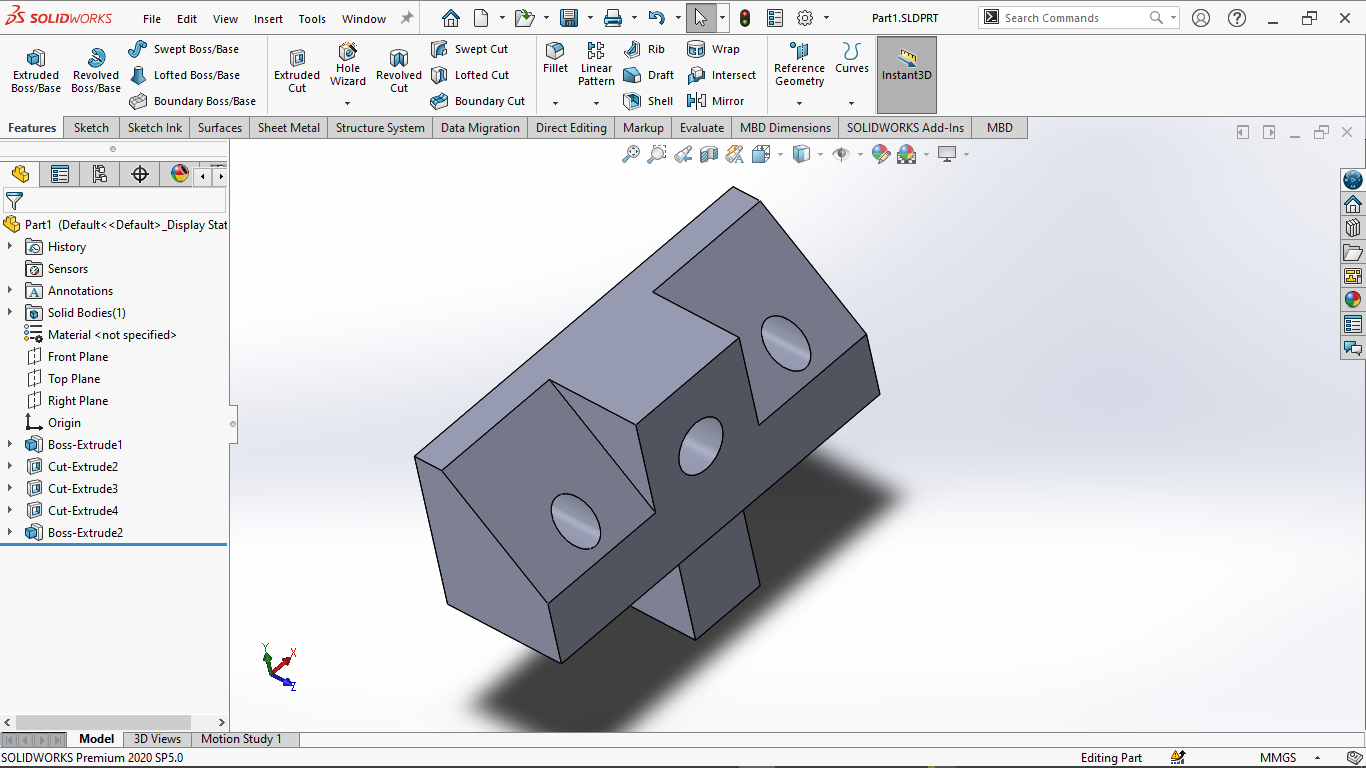 SOLIDWORKS File Edit View Insert Tools Window Part1.SLDPRT Search Commands ?
Extruded Boss/Base
Revolved Boss/Base
Swept Boss/Base
Lofted Boss/Base
Boundary Boss/Base
Extruded Cut
Hole Wizard
Revolved Cut
Swept Cut
Lofted Cut
Boundary Cut
Fillet
Linear Pattern
Rib
Draft
Shell
Wrap
Intersect
Mirror
Reference Geometry
Curves
Instant3D
Features Sketch Sketch Ink Surfaces Sheet Metal Structure System Data Migration Direct Editing Markup Evaluate MBD Dimensions SOLIDWORKS Add-Ins MBD
Part1 (Default<<Default>_Display Stat
History
Sensors
A Annotations
Solid Bodies(1)
Material <not specified>
Front Plane
Top Plane
Right Plane
Origin
Boss-Extrude1
Cut-Extrude2
Cut-Extrude3
Cut-Extrude4
Boss-Extrude2
Y
X
Z
Model 3D Views Motion Study 1
SOLIDWORKS Premium 2020 SP5.0 Editing Part MMGS